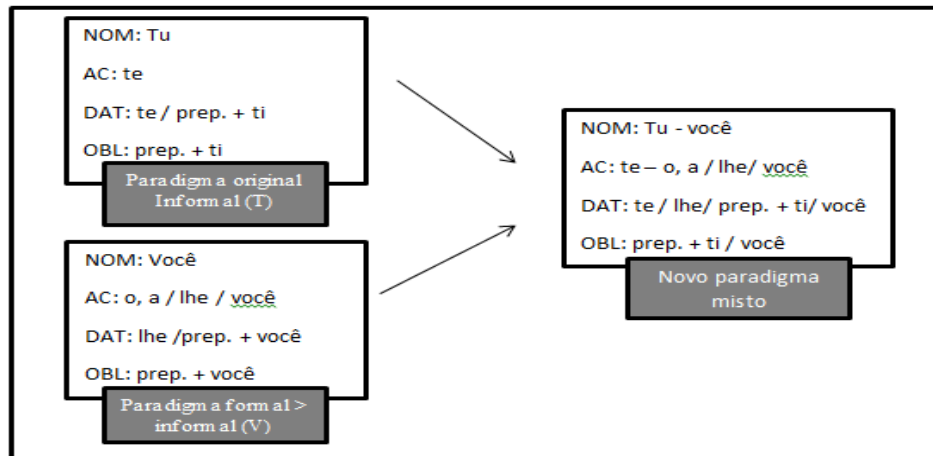 NOM: Tu
AC: te
DAT: te / prep. + ti
OBL: prep. + ti
Paradigma original
Informal (T)
NOM: Você
AC: o, a / lhe / você
DAT: lhe /prep. + você
OBL: prep. + você
Paradigma formal >
informal (V)
NOM: Tu - você
AC: te – o, a / lhe/ você
DAT: te / lhe/ prep. + ti/ você
OBL: prep. + ti / você
Novo paradigma
misto